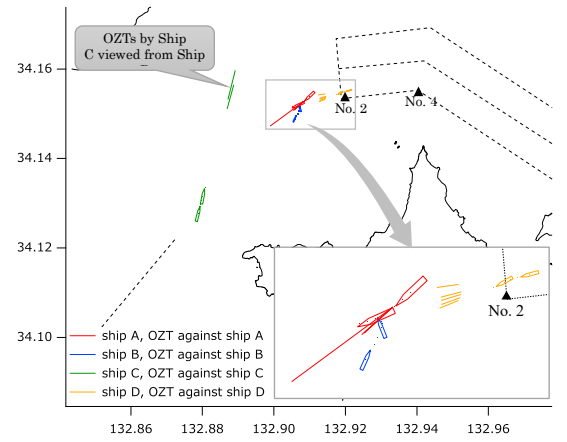 OZTs by Ship
C viewed from Ship
34.16
No. 2
No. 4
34.14
34.12
No. 2
34.10
ship A, OZT against ship A
ship B, OZT against ship B
ship C, OZT against ship C
ship D, OZT against ship D
132.86
132.88
132.90
132.92
132.94
132.96